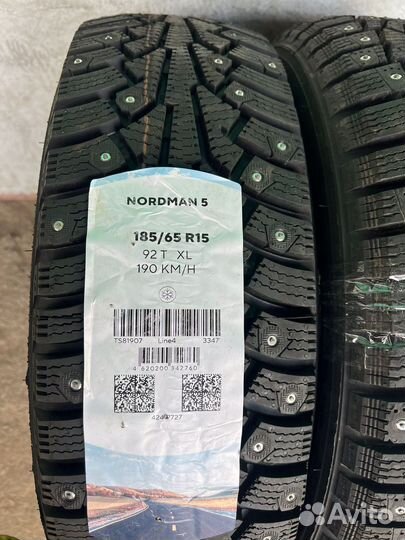 NORDMAN 5
185/65 R15
92 T XL
190 KM/H
TS81907 Line4 3347
4 620200 342760
Avito